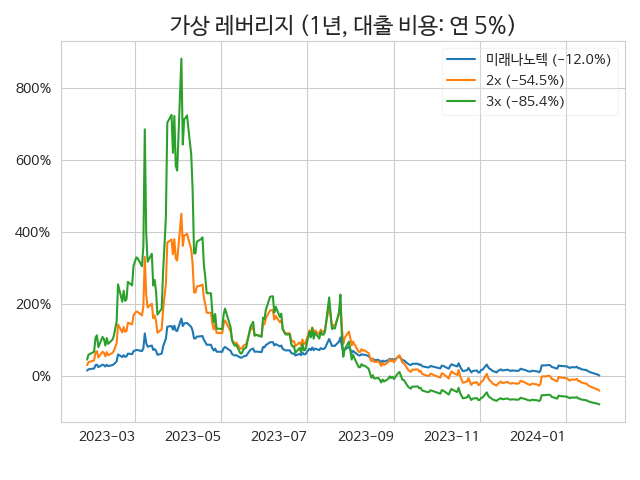 가상 레버리지 (1년, 대출 비용: 연 5%)
미래나노텍 (-12.0%)
2x (-54.5%)
3x (-85.4%)
800%
600%
400%
200%
0%
2023-03 2023-05 2023-07 2023-09 2023-11 2024-01